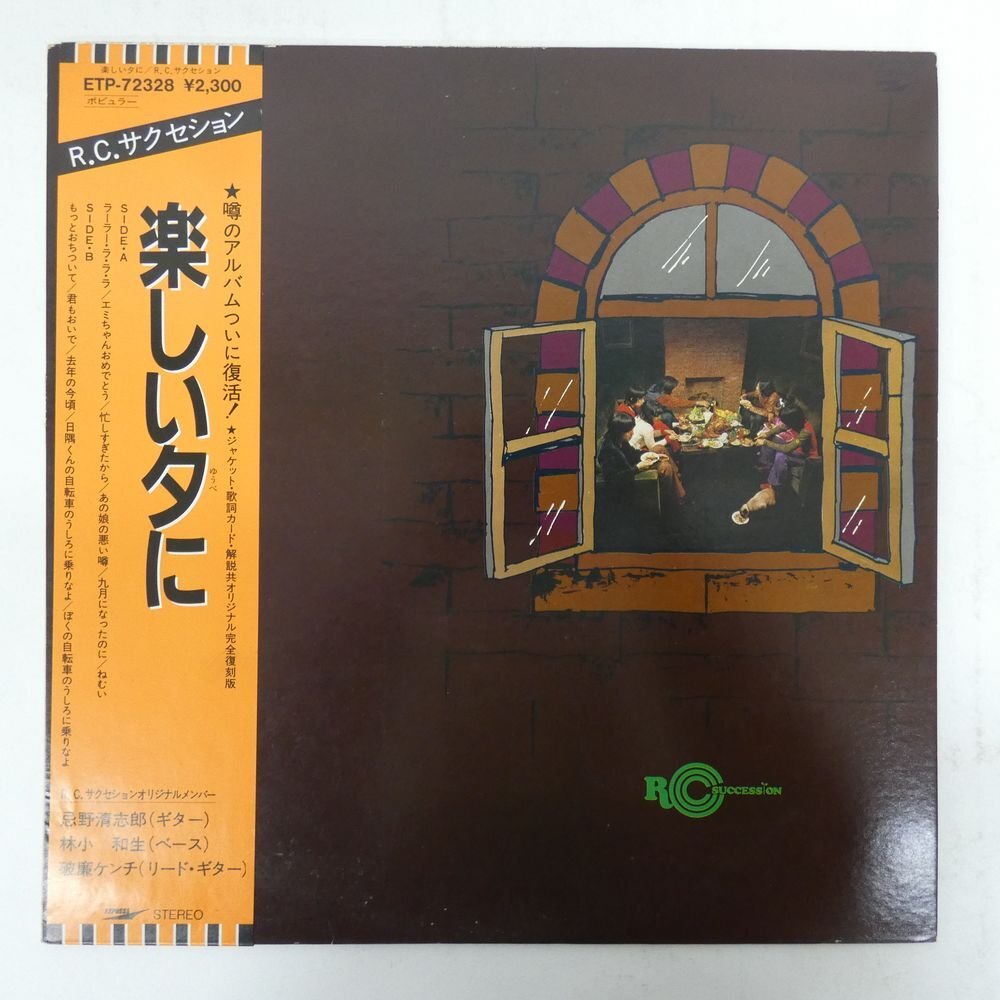 楽しい夕に/R.C.サクセション
ETP-72328 ¥2,300
ポピュラー
R.C.サクセション
★噂のアルバムついに復活!
★ジャケット・歌詞カード・解説共オリジナル完全復刻版
楽しい夕に
ゆうべ
SIDE・A
ラーラー・ラ・ラ・ラ/エミちゃんおめでとう/忙しすぎたから/あの娘の悪い噂/九月になったのに/ねむい
SIDE・B
もっとおちついて/君もおいで/去年の今頃/日隅くんの自転車のうしろに乗りなよ/ぼくの自転車のうしろに乗りなよ
R.C.サクセションオリジナルメンバー
忌野清志郎(ギター)
林小 和生(ベース)
破廉ケンチ(リード・ギター)
EXPRESS STEREO
RC SUCCESSION